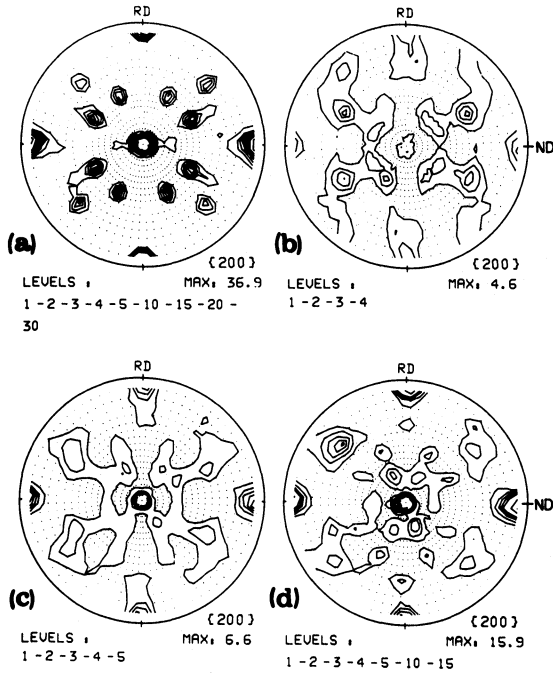 RD
(a)
{200}
LEVELS : MAX: 36.9
1 -2 -3 -4 -5 -10 -15 -20 -
30
RD
ND
(b)
{200}
LEVELS : MAX: 4.6
1 -2 -3 -4
RD
(c)
{200}
LEVELS : MAX: 6.6
1 -2 -3 -4 -5
RD
ND
(d)
{200}
LEVELS : MAX: 15.9
1 -2 -3 -4 -5 -10 -15